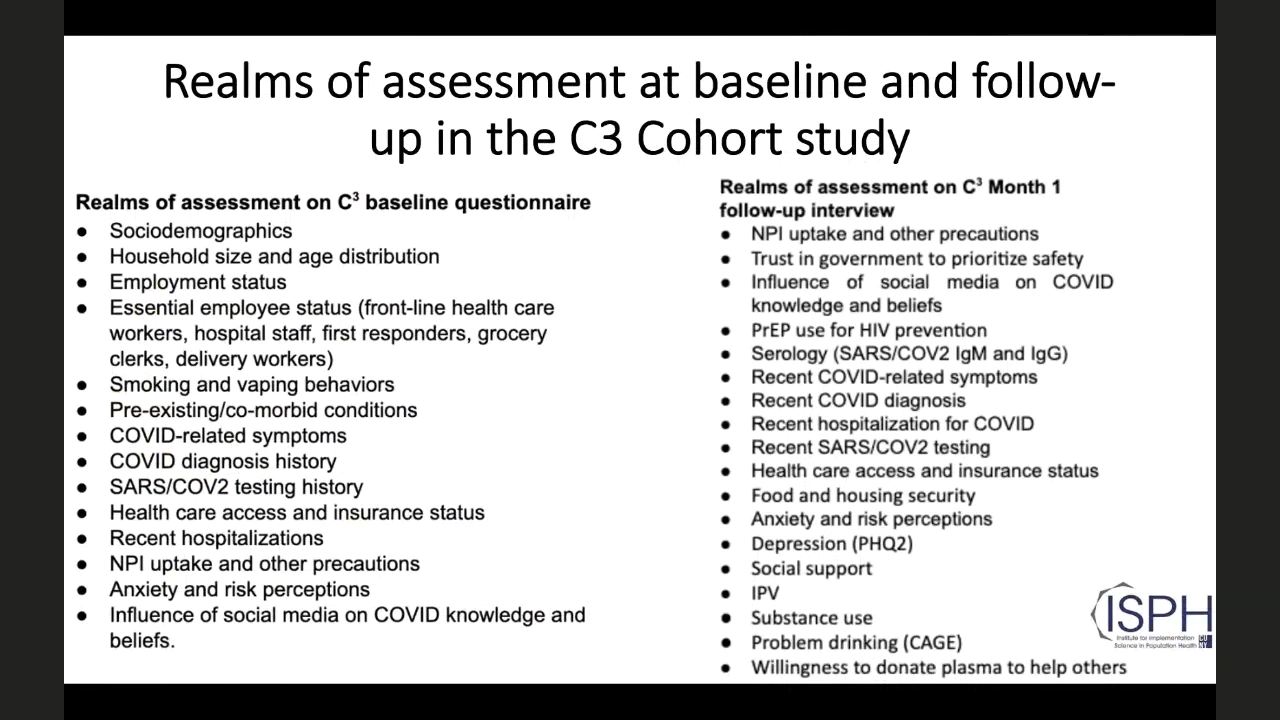 Realms of assessment at baseline and follow-
up in the C3 Cohort study
Realms of assessment on C³ baseline questionnaire
● Sociodemographics
● Household size and age distribution
● Employment status
● Essential employee status (front-line health care
workers, hospital staff, first responders, grocery
clerks, delivery workers)
● Smoking and vaping behaviors
● Pre-existing/co-morbid conditions
● COVID-related symptoms
● COVID diagnosis history
● SARS/COV2 testing history
● Health care access and insurance status
● Recent hospitalizations
● NPI uptake and other precautions
● Anxiety and risk perceptions
● Influence of social media on COVID knowledge and
beliefs.
Realms of assessment on C³ Month 1
follow-up interview
● NPI uptake and other precautions
● Trust in government to prioritize safety
● Influence of social media on COVID
knowledge and beliefs
● PrEP use for HIV prevention
● Serology (SARS/COV2 IgM and IgG)
● Recent COVID-related symptoms
● Recent COVID diagnosis
● Recent hospitalization for COVID
● Recent SARS/COV2 testing
● Health care access and insurance status
● Food and housing security
● Anxiety and risk perceptions
● Depression (PHQ2)
● Social support
● IPV
● Substance use
● Problem drinking (CAGE)
● Willingness to donate plasma to help others
ISPH
Institute for Implementation
Science in Population Health
CU
NY